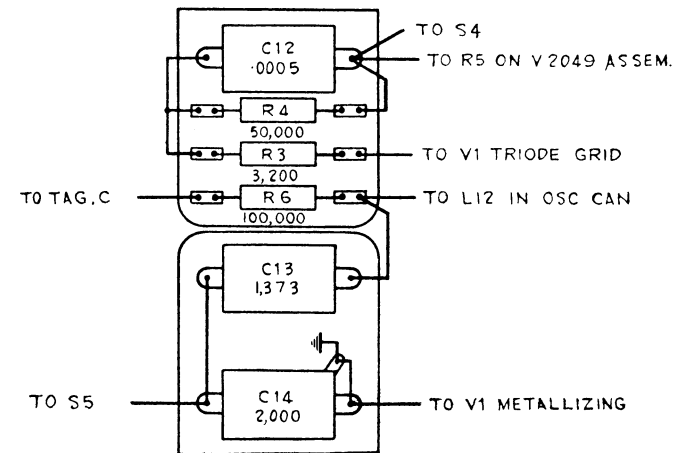 TO S4
C12
.0005
TO R5 ON V2049 ASSEM.
R4
50,000
R3
TO V1 TRIODE GRID
3,200
TO TAG.C
R6
TO L12 IN OSC CAN
100,000
C13
1,373
TO S5
C14
2,000
TO V1 METALLIZING